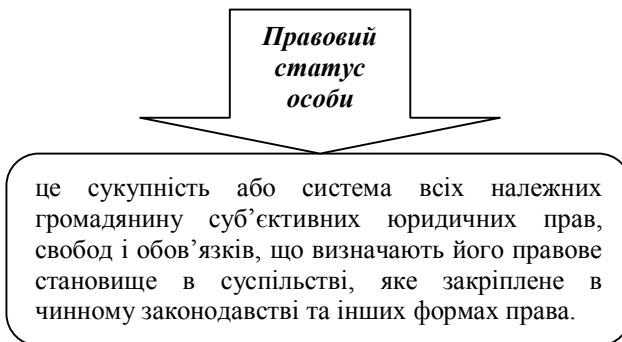 Правовий
статус
особи
це сукупність або система всіх належних
громадянину суб’єктивних юридичних прав,
свобод і обов’язків, що визначають його правове
становище в суспільстві, яке закріплене в
чинному законодавстві та інших формах права.